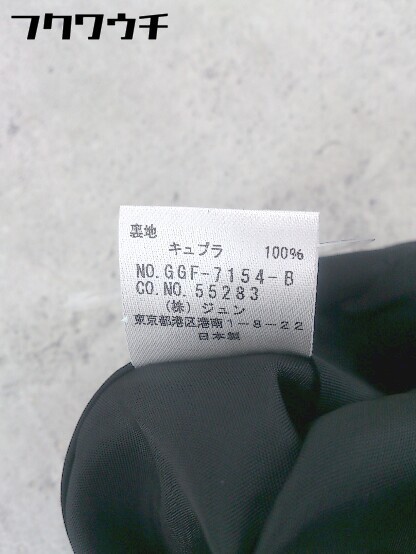 フクワウチ
裏地
キュプラ 100%
NO.GGF-7154-B
CO.NO.55283
(株)ジュン
東京都港区港南1-8-22
日本製